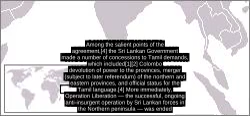 Among the salient points of the
agreement,[4] the Sri Lankan Government
made a number of concessions to Tamil demands,
which included[1][2] Colombo
devolution of power to the provinces, merger
(subject to later referendum) of the northern and
eastern provinces, and official status for the
Tamil language.[4] More immediately,
Operation Liberation — the successful, ongoing
anti-insurgent operation by Sri Lankan forces in
the Northern peninsula — was ended